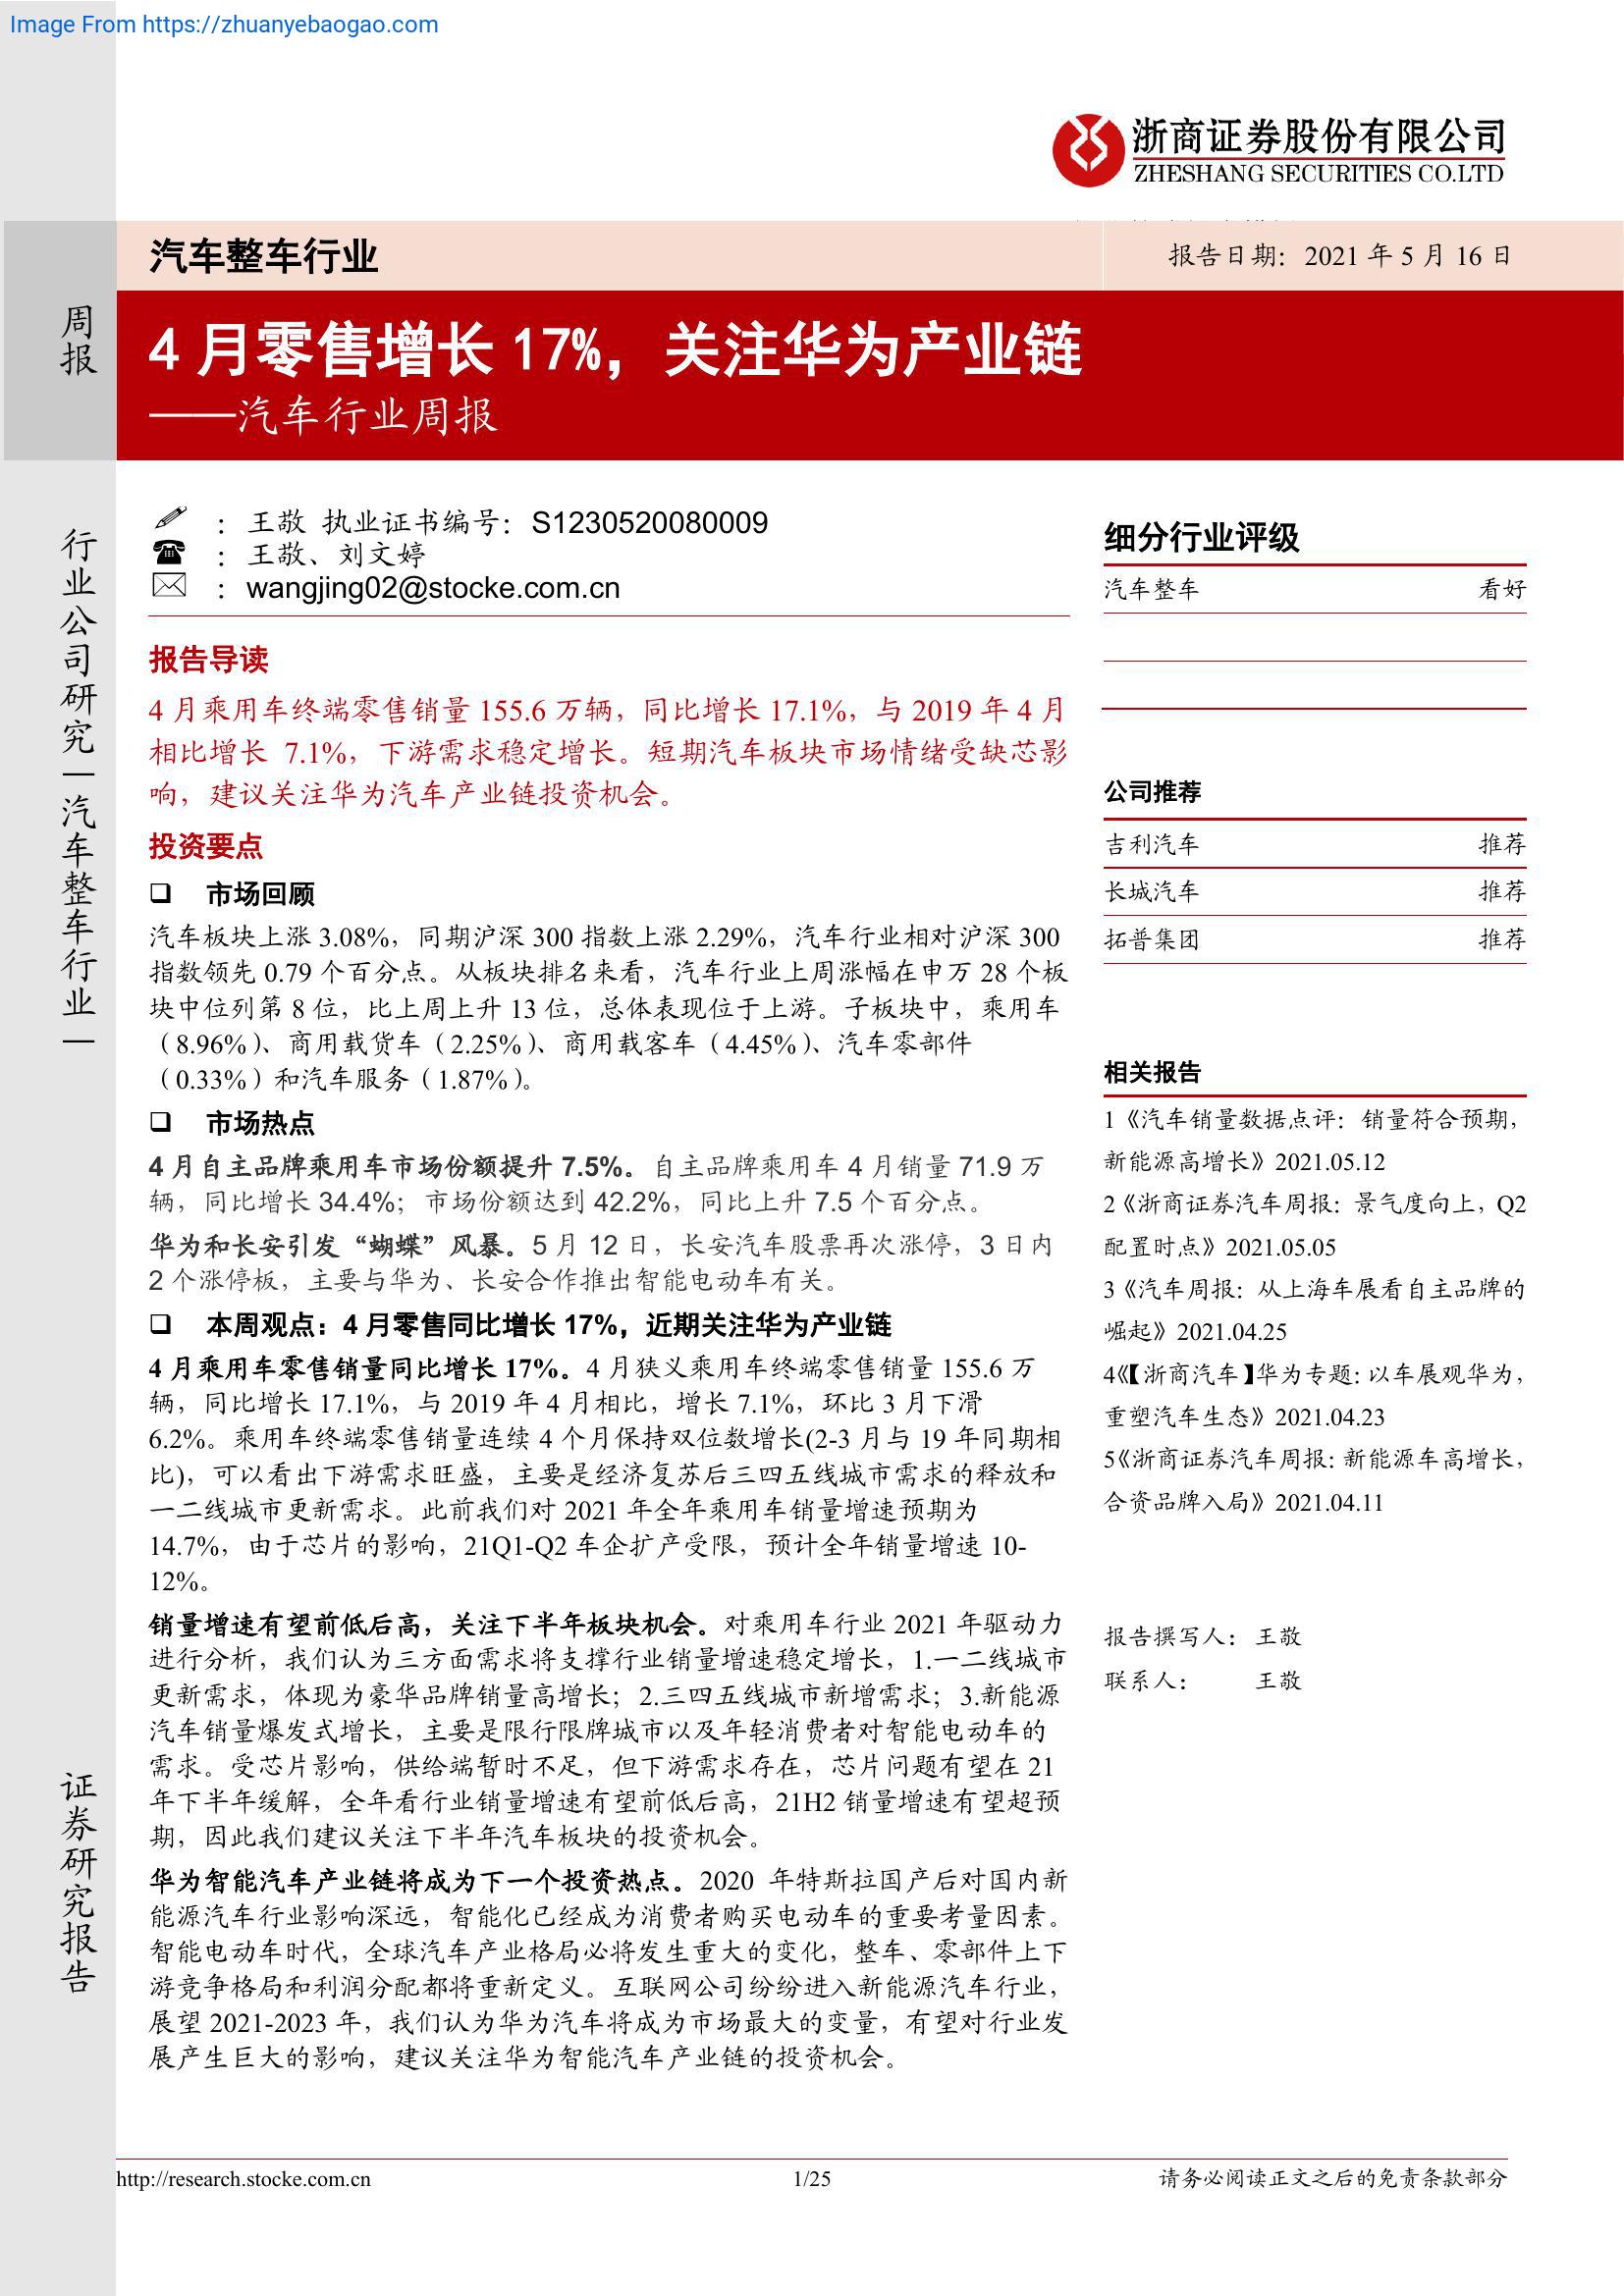 Image From https://zhuanyebaogao.com
浙商证券股份有限公司
ZHESHANG SECURITIES CO.LTD
汽车整车行业
报告日期：2021 年 5 月 16 日
周报
4 月零售增长 17%，关注华为产业链
——汽车行业周报
行业公司研究|汽车整车行业|
证券研究报告
：王敬 执业证书编号：S1230520080009
：王敬、刘文婷
：wangjing02@stocke.com.cn
报告导读
4 月乘用车终端零售销量 155.6 万辆，同比增长 17.1%，与 2019 年 4 月
相比增长 7.1%，下游需求稳定增长。短期汽车板块市场情绪受缺芯影
响，建议关注华为汽车产业链投资机会。
投资要点
❑ 市场回顾
汽车板块上涨 3.08%，同期沪深 300 指数上涨 2.29%，汽车行业相对沪深 300
指数领先 0.79 个百分点。从板块排名来看，汽车行业上周涨幅在申万 28 个板
块中位列第 8 位，比上周上升 13 位，总体表现位于上游。子板块中，乘用车
（8.96%）、商用载货车（2.25%）、商用载客车（4.45%）、汽车零部件
（0.33%）和汽车服务（1.87%）。
❑ 市场热点
4 月自主品牌乘用车市场份额提升 7.5%。自主品牌乘用车 4 月销量 71.9 万
辆，同比增长 34.4%；市场份额达到 42.2%，同比上升 7.5 个百分点。
华为和长安引发“蝴蝶”风暴。5 月 12 日，长安汽车股票再次涨停，3 日内
2 个涨停板，主要与华为、长安合作推出智能电动车有关。
❑ 本周观点：4 月零售同比增长 17%，近期关注华为产业链
4 月乘用车零售销量同比增长 17%。4 月狭义乘用车终端零售销量 155.6 万
辆，同比增长 17.1%，与 2019 年 4 月相比，增长 7.1%，环比 3 月下滑
6.2%。乘用车终端零售销量连续 4 个月保持双位数增长(2-3 月与 19 年同期相
比)，可以看出下游需求旺盛，主要是经济复苏后三四五线城市需求的释放和
一二线城市更新需求。此前我们对 2021 年全年乘用车销量增速预期为
14.7%，由于芯片的影响，21Q1-Q2 车企扩产受限，预计全年销量增速 10-
12%。
销量增速有望前低后高，关注下半年板块机会。对乘用车行业 2021 年驱动力
进行分析，我们认为三方面需求将支撑行业销量增速稳定增长，1.一二线城市
更新需求，体现为豪华品牌销量高增长；2.三四五线城市新增需求；3.新能源
汽车销量爆发式增长，主要是限行限牌城市以及年轻消费者对智能电动车的
需求。受芯片影响，供给端暂时不足，但下游需求存在，芯片问题有望在 21
年下半年缓解，全年看行业销量增速有望前低后高，21H2 销量增速有望超预
期，因此我们建议关注下半年汽车板块的投资机会。
华为智能汽车产业链将成为下一个投资热点。2020 年特斯拉国产后对国内新
能源汽车行业影响深远，智能化已经成为消费者购买电动车的重要考量因素。
智能电动车时代，全球汽车产业格局必将发生重大的变化，整车、零部件上下
游竞争格局和利润分配都将重新定义。互联网公司纷纷进入新能源汽车行业，
展望 2021-2023 年，我们认为华为汽车将成为市场最大的变量，有望对行业发
展产生巨大的影响，建议关注华为智能汽车产业链的投资机会。
细分行业评级
汽车整车 看好
公司推荐
吉利汽车 推荐
长城汽车 推荐
拓普集团 推荐
相关报告
1《汽车销量数据点评：销量符合预期，
新能源高增长》2021.05.12
2《浙商证券汽车周报：景气度向上，Q2
配置时点》2021.05.05
3《汽车周报：从上海车展看自主品牌的
崛起》2021.04.25
4《【浙商汽车】华为专题：以车展观华为，
重塑汽车生态》2021.04.23
5《浙商证券汽车周报：新能源车高增长，
合资品牌入局》2021.04.11
报告撰写人：王敬
联系人： 王敬
http://research.stocke.com.cn
1/25
请务必阅读正文之后的免责条款部分